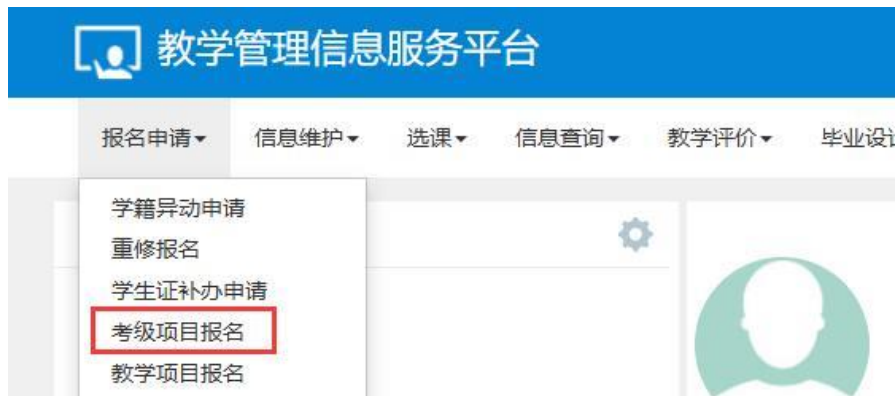 教学管理信息服务平台
报名申请 信息维护 选课 信息查询 教学评价 毕业设
学籍异动申请
重修报名
学生证补办申请
考级项目报名
教学项目报名